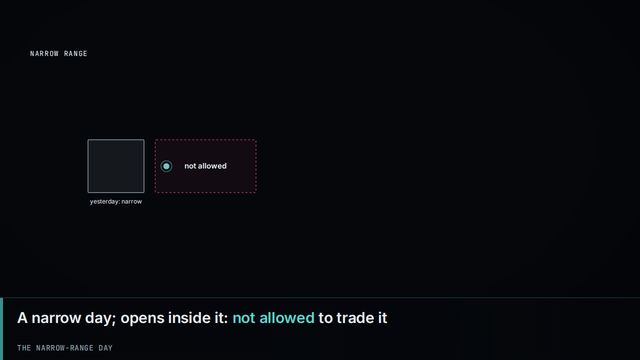 NARROW RANGE
not allowed
yesterday: narrow
A narrow day; opens inside it: not allowed to trade it
THE NARROW-RANGE DAY